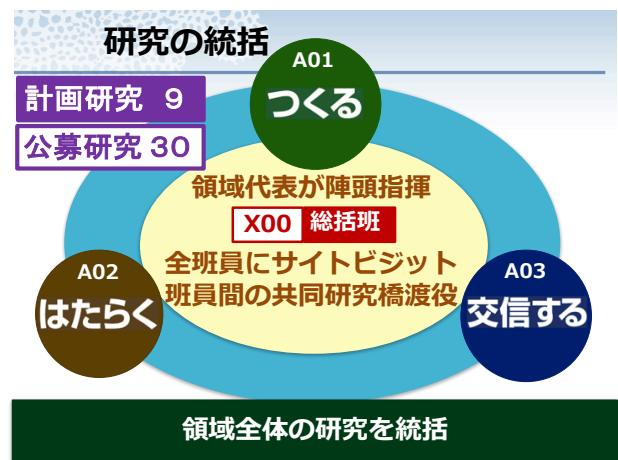 研究の統括
計画研究 9
公募研究 30
A01
つくる
領域代表が陣頭指揮
X00 総括班
全班員にサイトビジット
班員間の共同研究橋渡役
A02
はたらく
A03
交信する
領域全体の研究を統括